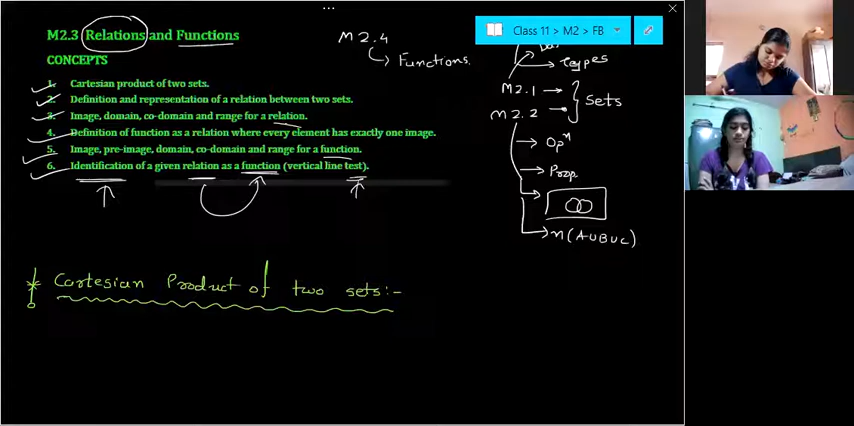 M2.3 Relations and Functions
CONCEPTS
1. Cartesian product of two sets.
2. Definition and representation of a relation between two sets.
3. Image, domain, co-domain and range for a relation.
4. Definition of function as a relation where every element has exactly one image.
5. Image, pre-image, domain, co-domain and range for a function.
6. Identification of a given relation as a function (vertical line test).
M2.4
Functions.
Class 11 > M2 > FB
Types
M2.1
M2.2
Sets
Opⁿ
Prop
n(AUBUC)
Cartesian Product of two sets:-